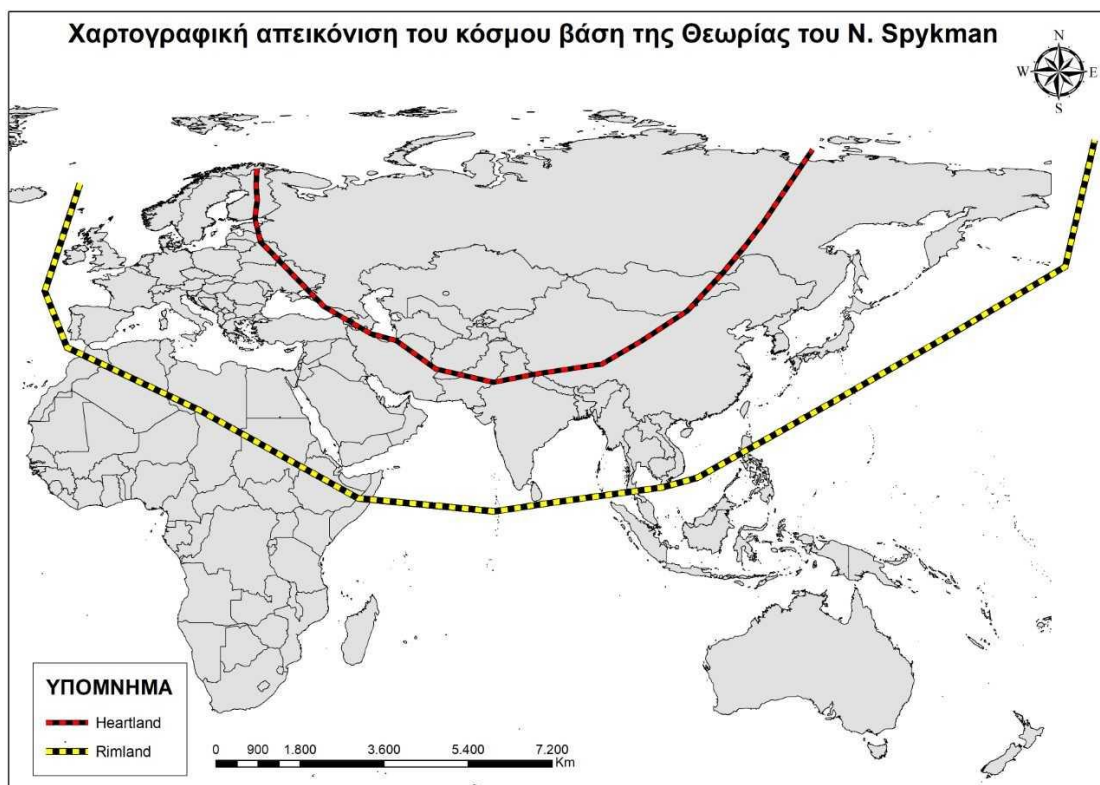 Χαρτογραφική απεικόνιση του κόσμου βάση της Θεωρίας του N. Spykman
N
W E
S
ΥΠΟΜΝΗΜΑ
Heartland
Rimland
0 900 1.800 3.600 5.400 7.200
Km